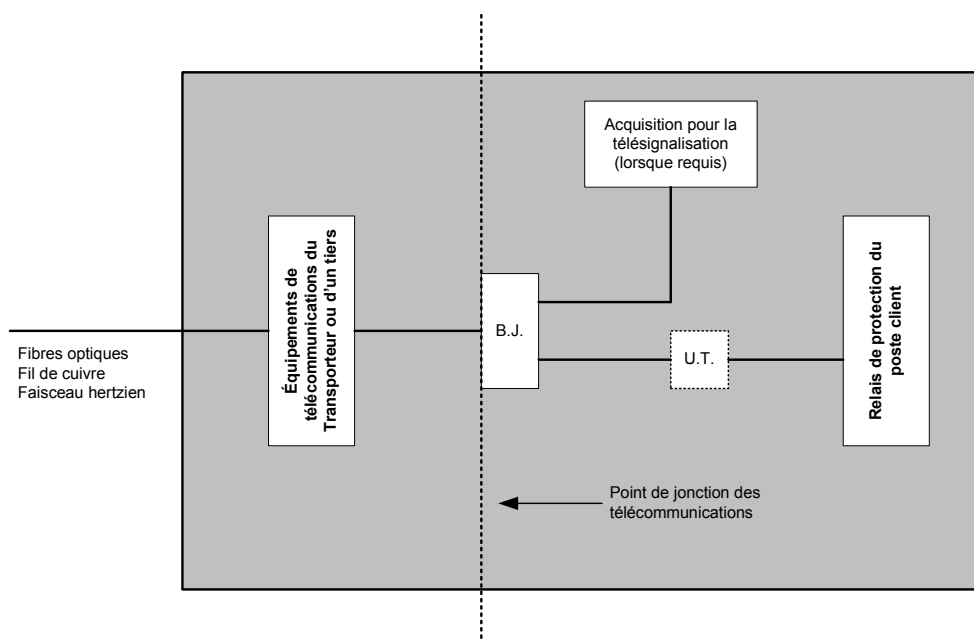 Acquisition pour la
télésignalisation
(lorsque requis)
Équipements de
télécommunications du
Transporteur ou d'un tiers
B.J.
U.T.
Relais de protection du
poste client
Fibres optiques
Fil de cuivre
Faisceau hertzien
Point de jonction des
télécommunications